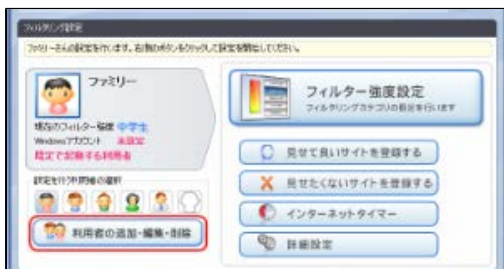 フィルタリング設定
ファミリーさんの設定を行います。右側のボタンをクリックして設定を開始してください。
ファミリー
現在のフィルター強度 中学生
Windowsアカウント 未設定
既定で起動する利用者
設定を行う利用者の選択
利用者の追加・編集・削除
フィルター強度設定
フィルタリングカテゴリの設定を行います
見せて良いサイトを登録する
見せたくないサイトを登録する
インターネットタイマー
詳細設定